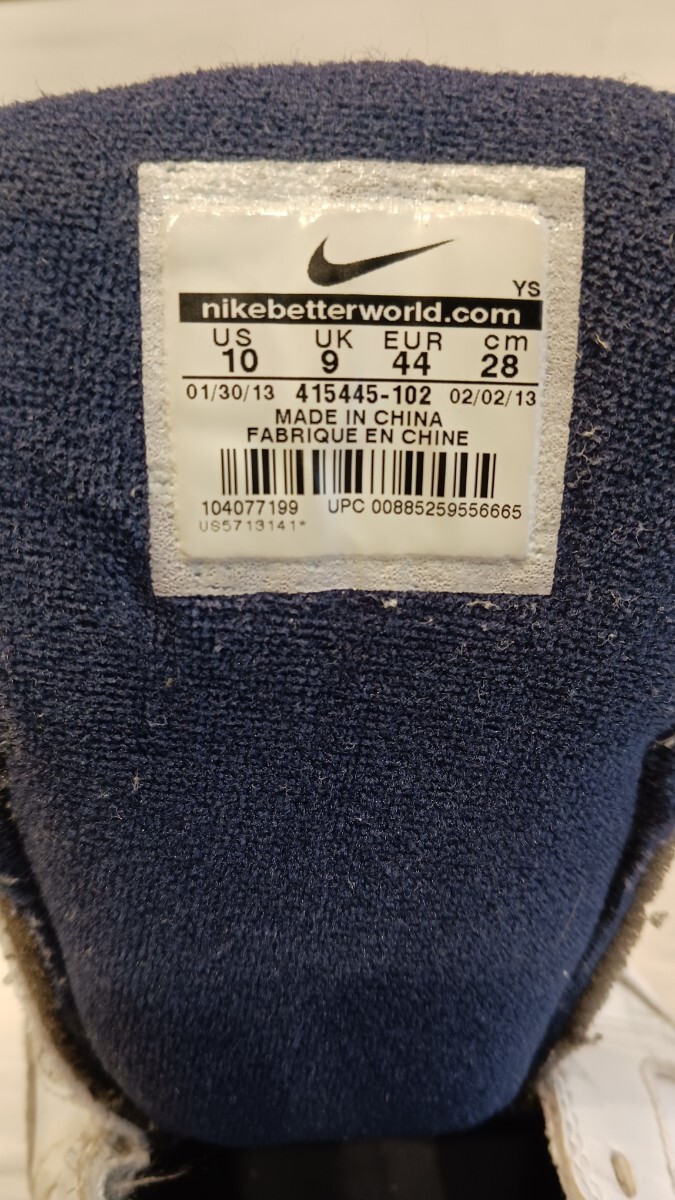 YS
nikebetterworld.com
US UK EUR cm
10 9 44 28
01/30/13 415445-102 02/02/13
MADE IN CHINA
FABRIQUE EN CHINE
104077199 UPC 00885259556665
US5713141*